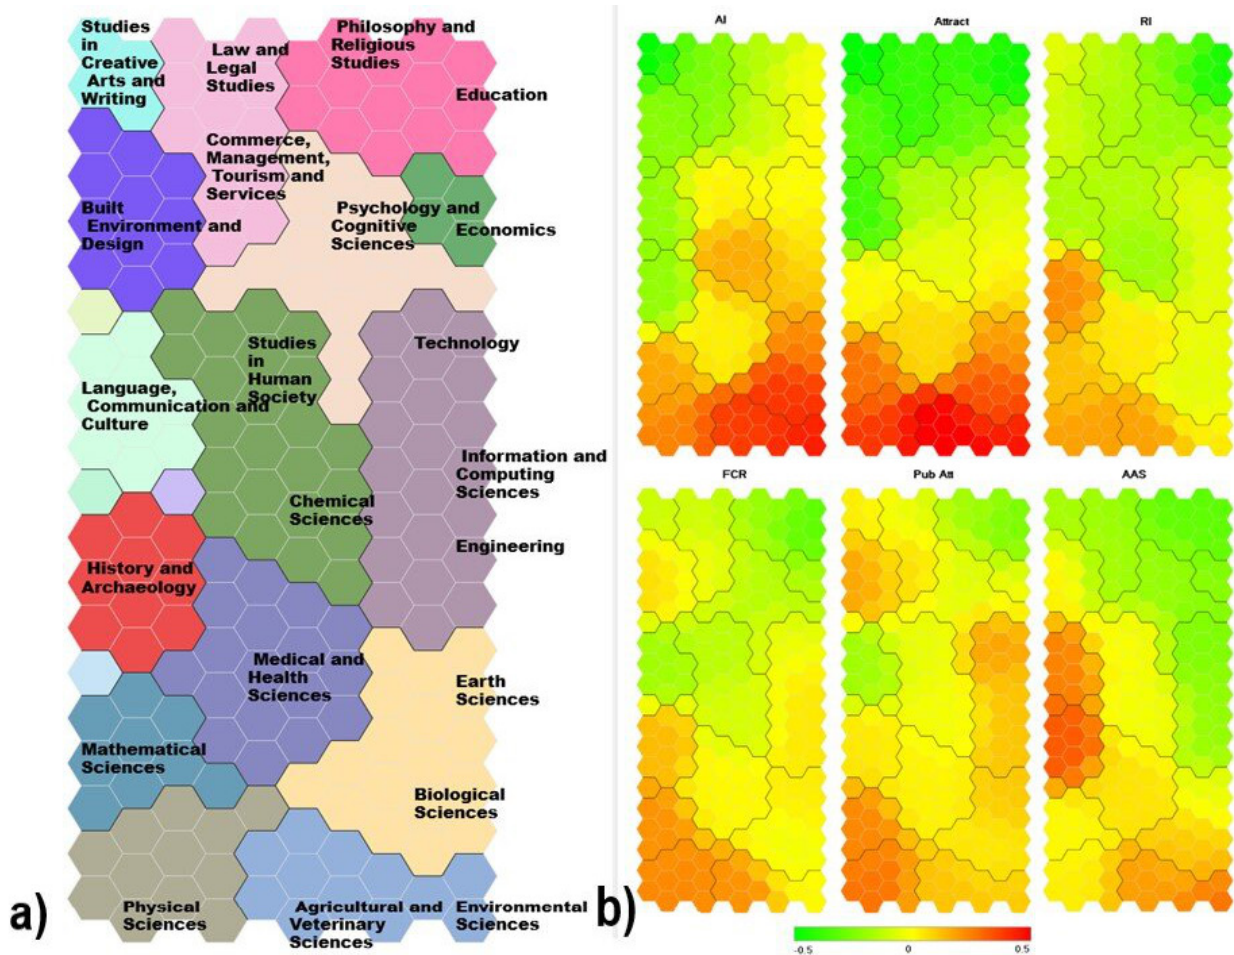 Studies
in
Creative
Arts and
Writing
Law and
Legal
Studies
Philosophy and
Religious
Studies
Education
Commerce,
Management,
Tourism and
Services
Built
Environment and
Design
Psychology and
Cognitive
Sciences
Economics
Studies
in
Human
Society
Technology
Language,
Communication and
Culture
Information and
Computing
Sciences
Chemical
Sciences
Engineering
History and
Archaeology
Medical and
Health
Sciences
Earth
Sciences
Mathematical
Sciences
Biological
Sciences
Physical
Sciences
Agricultural and
Veterinary
Sciences
Environmental
Sciences
a)
AI
Attract
RI
FCR
Pub Att
AAS
b)
-0.5
0
0.5